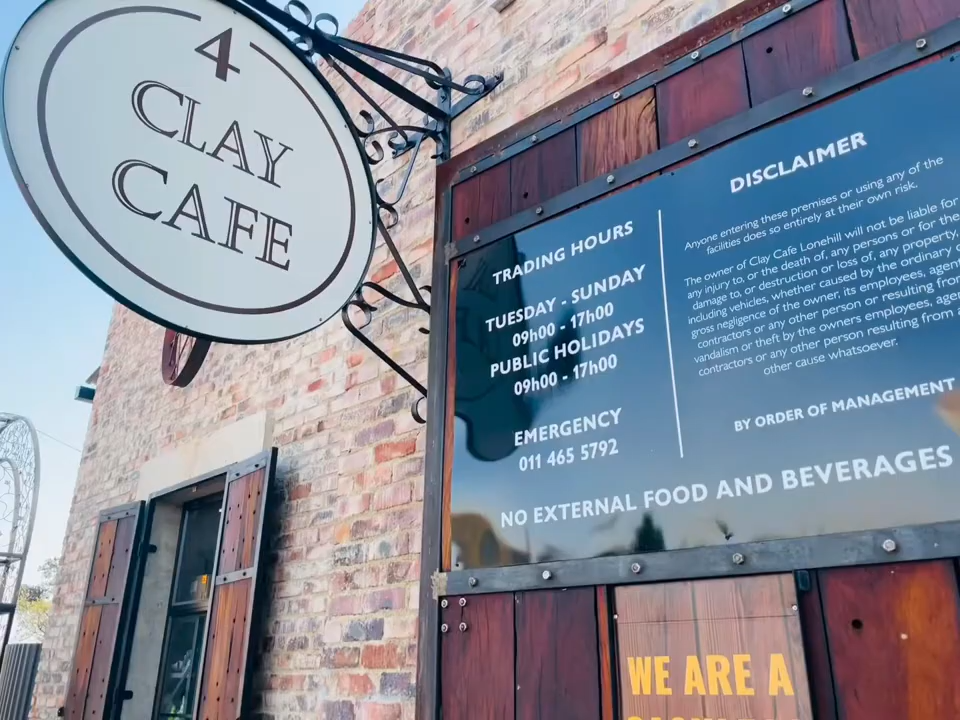 4
CLAY
CAFE
TRADING HOURS
TUESDAY - SUNDAY
09h00 - 17h00
PUBLIC HOLIDAYS
09h00 - 17h00
EMERGENCY
011 465 5792
DISCLAIMER
Anyone entering these premises or using any of the
facilities does so entirely at their own risk.
The owner of Clay Cafe Lonehill will not be liable for
any injury to, or the death of, any persons or for the
damage to, or destruction or loss of, any property,
including vehicles, whether caused by the ordinary
gross negligence of the owner, its employees,
contractors or any other person or resulting from
vandalism or theft by the owners employees,
contractors or any other person resulting from
other cause whatsoever.
BY ORDER OF MANAGEMENT
NO EXTERNAL FOOD AND BEVERAGES
WE ARE A